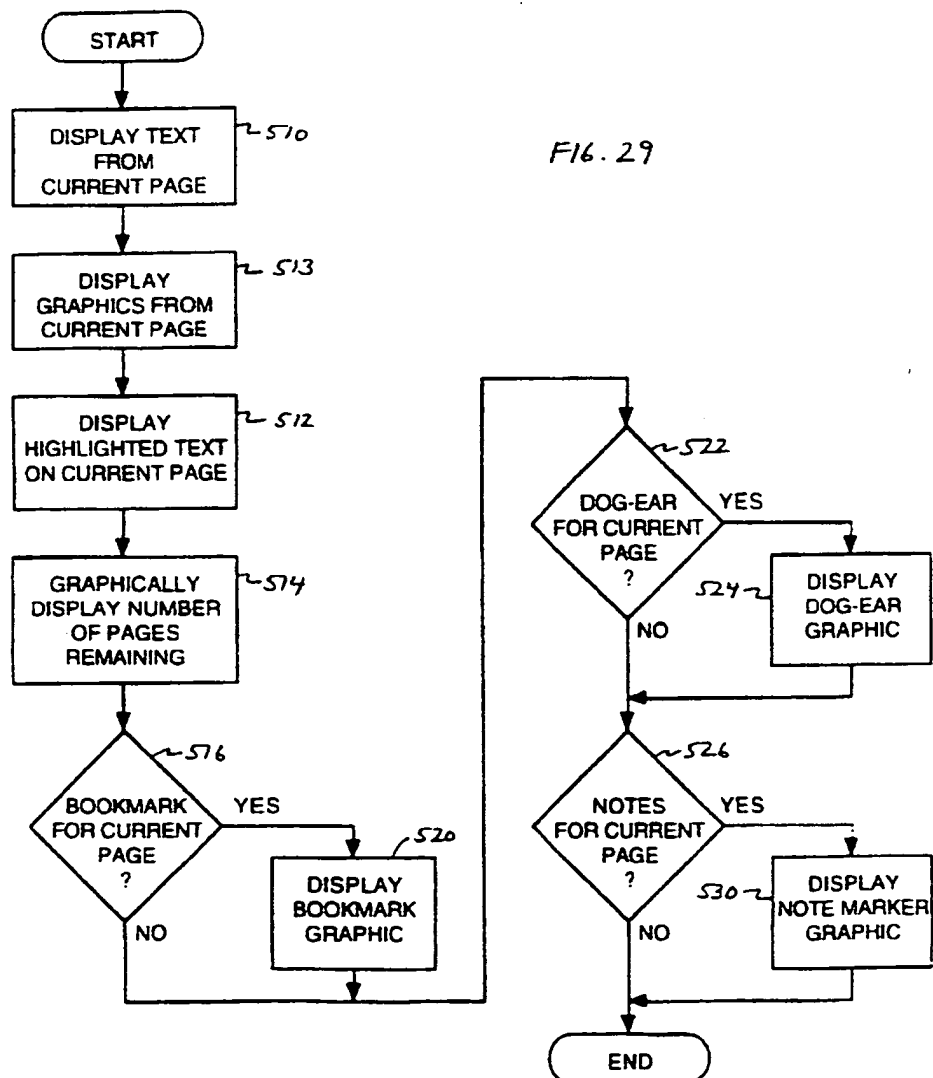 START
DISPLAY TEXT
FROM
CURRENT PAGE
510
FIG. 29
DISPLAY
GRAPHICS FROM
CURRENT PAGE
513
DISPLAY
HIGHLIGHTED TEXT
ON CURRENT PAGE
512
GRAPHICALLY
DISPLAY NUMBER
OF PAGES
REMAINING
514
BOOKMARK
FOR CURRENT
PAGE
?
516
YES
NO
DISPLAY
BOOKMARK
GRAPHIC
520
DOG-EAR
FOR CURRENT
PAGE
?
522
YES
NO
DISPLAY
DOG-EAR
GRAPHIC
524
NOTES
FOR CURRENT
PAGE
?
526
YES
NO
DISPLAY
NOTE MARKER
GRAPHIC
530
END